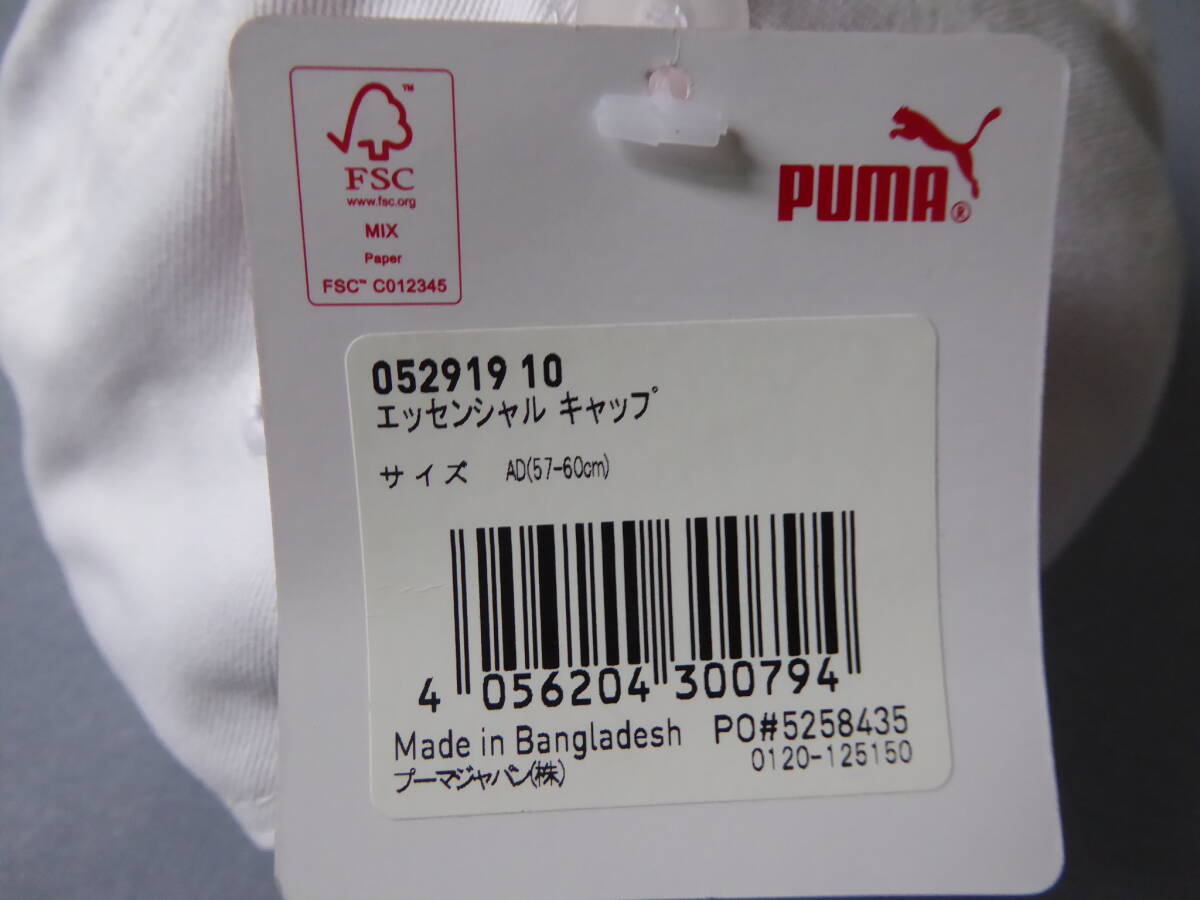 FSC™
www.fsc.org
MIX
Paper
FSC™ C012345
PUMA®
052919 10
エッセンシャル キャップ
サイズ AD(57-60cm)
4 056204 300794
Made in Bangladesh PO#5258435
プーマジャパン(株) 0120-125150